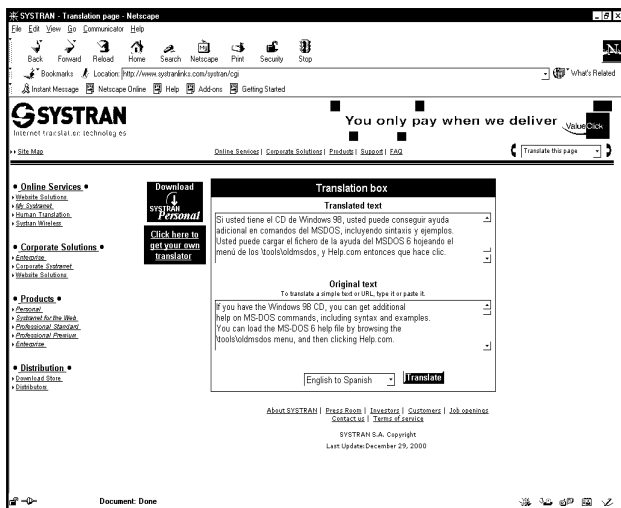 SYSTRAN - Translation page - Netscape
File Edit View Go Communicator Help
Back Forward Reload Home Search Netscape Print Security Stop
Bookmarks Location: http://www.systranlinks.com/systran/cgi What's Related
Instant Message Netscape Online Help Add-ons Getting Started
SYSTRAN
Internet translation technologies
You only pay when we deliver ValueClick
Site Map
Online Services | Corporate Solutions | Products | Support | FAQ
Translate this page
Online Services
Website Solutions
My Systranet
Human Translation
Systran Wireless
Corporate Solutions
Enterprise
Corporate Systranet
Website Solutions
Products
Personal
Systranet for the Web
Professional Standard
Professional Premium
Enterprise
Distribution
Download Store
Distributors
Download
SYSTRAN
Personal
Click here to
get your own
translator
Translation box
Translated text
Si usted tiene el CD de Windows 98, usted puede conseguir ayuda
adicional en comandos del MSDOS, incluyendo sintaxis y ejemplos.
Usted puede cargar el fichero de la ayuda del MSDOS 6 hojeando el
menú de los \tools\oldmsdos, y Help.com entonces que hace clic.
Original text
To translate a simple text or URL, type it or paste it.
If you have the Windows 98 CD, you can get additional
help on MS-DOS commands, including syntax and examples.
You can load the MS-DOS 6 help file by browsing the
\tools\oldmsdos menu, and then clicking Help.com.
English to Spanish Translate
About SYSTRAN | Press Room | Investors | Customers | Job openings
Contact us | Terms of service
SYSTRAN S.A. Copyright
Last Update: December 29, 2000
Document: Done